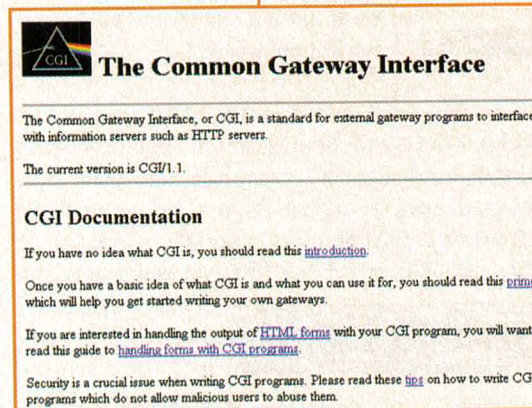 CGI
The Common Gateway Interface
The Common Gateway Interface, or CGI, is a standard for external gateway programs to interface
with information servers such as HTTP servers.
The current version is CGI/1.1.
CGI Documentation
If you have no idea what CGI is, you should read this introduction.
Once you have a basic idea of what CGI is and what you can use it for, you should read this
which will help you get started writing your own gateways.
If you are interested in handling the output of HTML forms with your CGI program, you will want
read this guide to handling forms with CGI programs.
Security is a crucial issue when writing CGI programs. Please read these tips on how to write
programs which do not allow malicious users to abuse them.